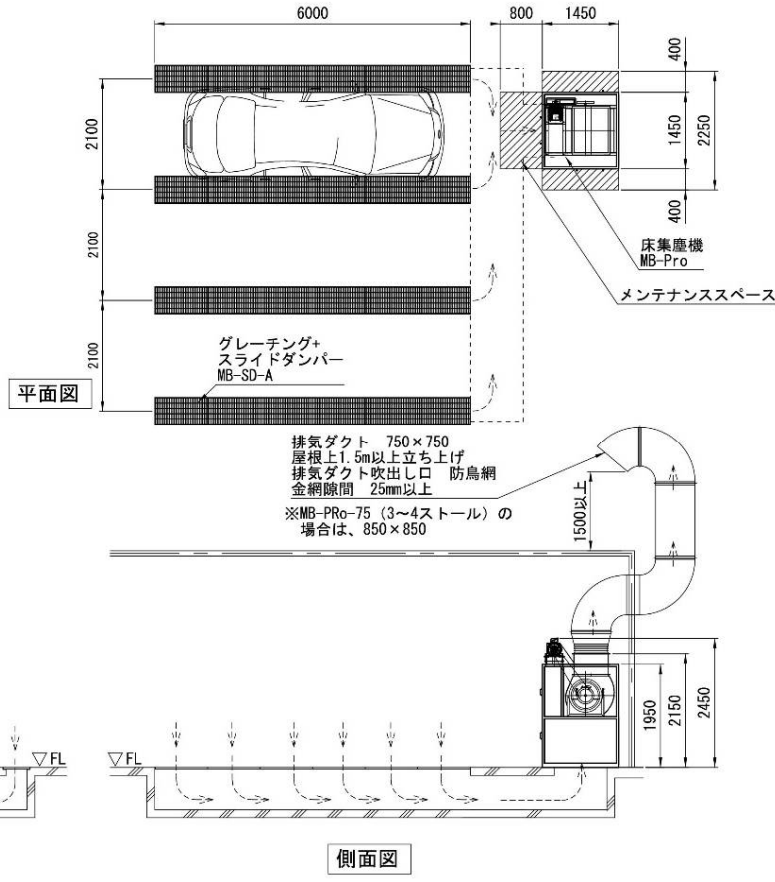 6000
800
1450
400
2100
1450
2250
400
2100
床集塵機
MB-Pro
メンテナンススペース
2100
グレーチング+
スライドダンパー
MB-SD-A
平面図
排気ダクト 750×750
屋根上1.5m以上立ち上げ
排気ダクト吹出し口 防鳥網
金網隙間 25mm以上
※MB-PRo-75（3~4ストール）の
場合は、850×850
1500以上
1950
2150
2450
▽FL
▽FL
側面図